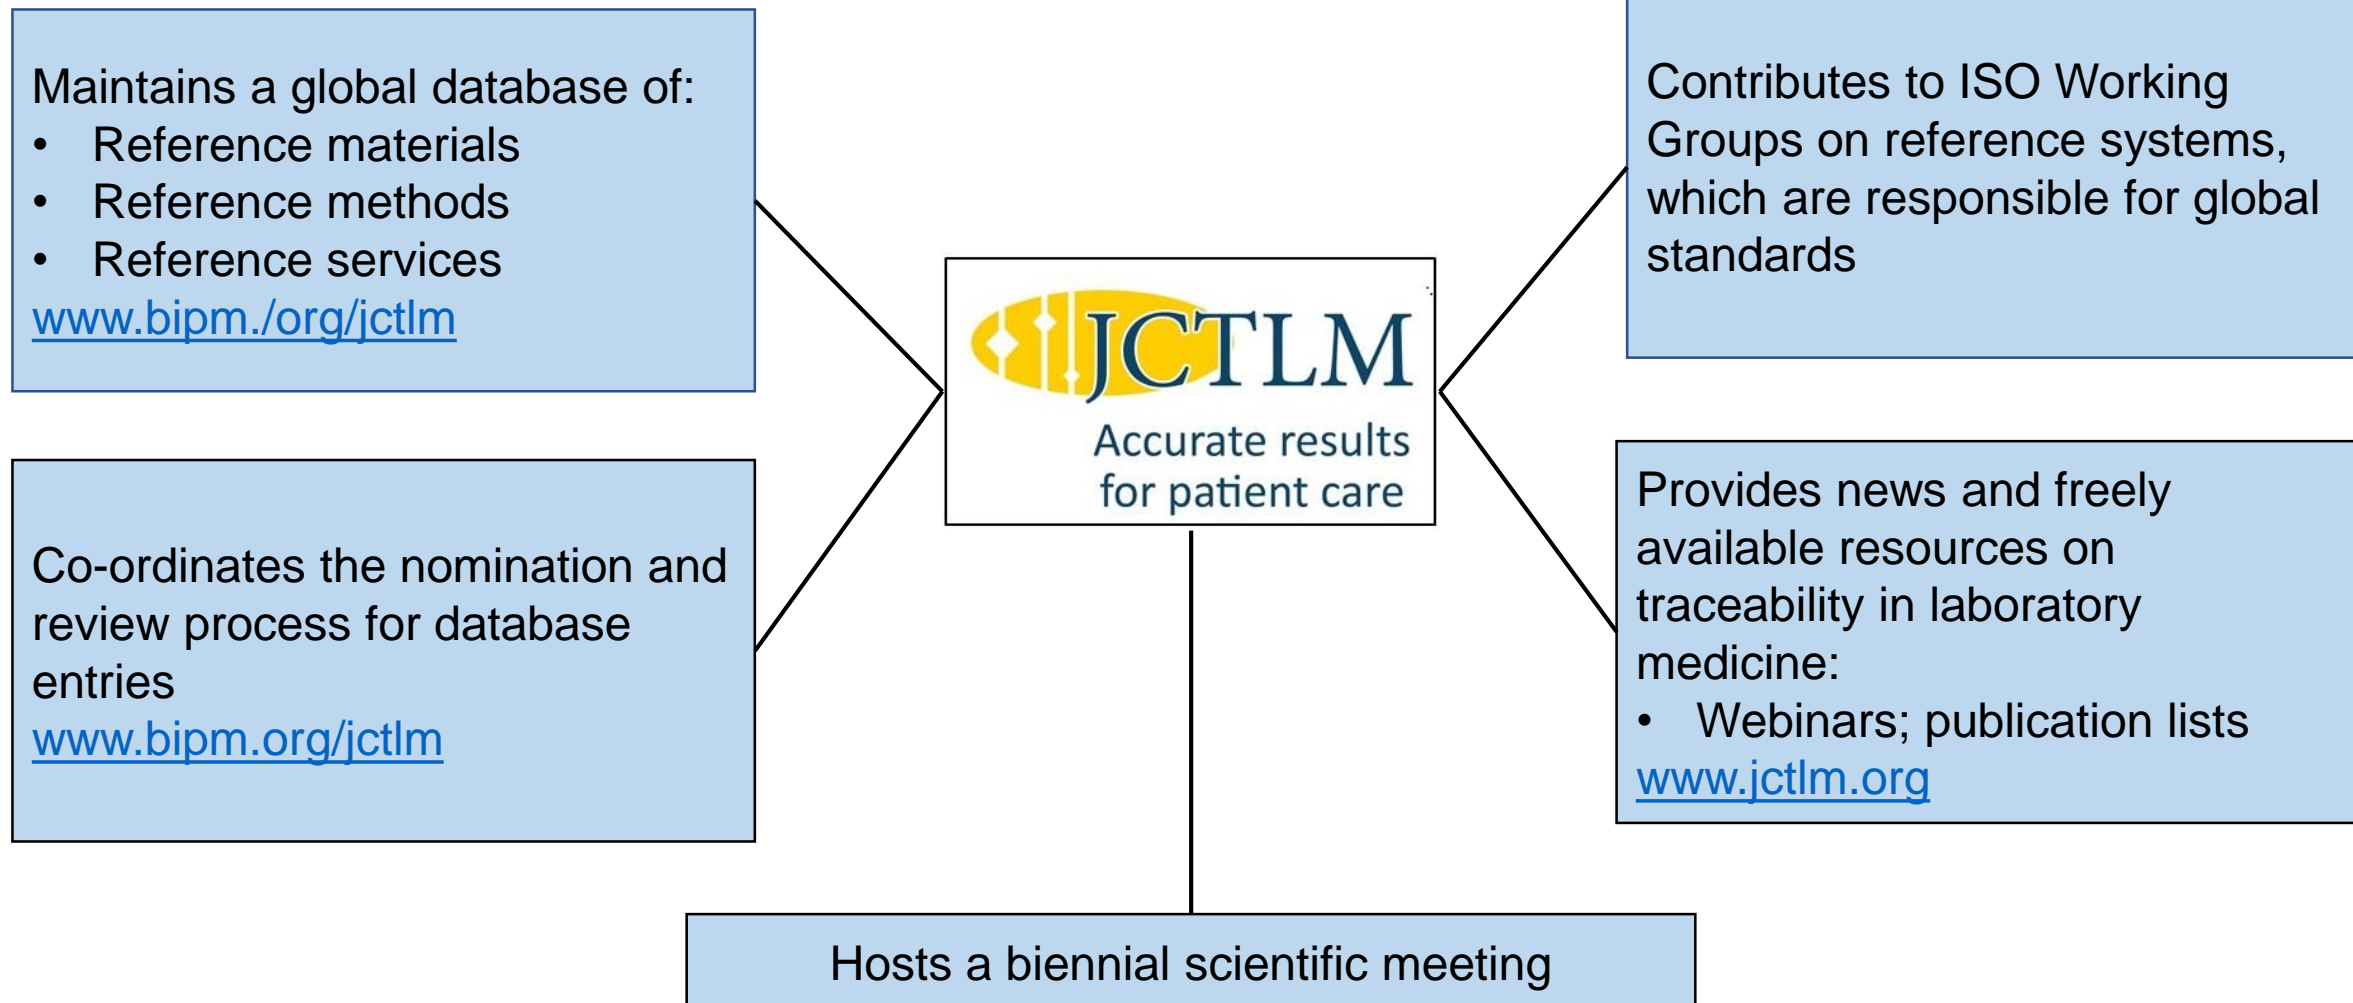 Maintains a global database of:
• Reference materials
• Reference methods
• Reference services
www.bipm./org/jctlm
Co-ordinates the nomination and
review process for database
entries
www.bipm.org/jctlm
JCTLM
Accurate results
for patient care
Contributes to ISO Working
Groups on reference systems,
which are responsible for global
standards
Provides news and freely
available resources on
traceability in laboratory
medicine:
• Webinars; publication lists
www.jctlm.org
Hosts a biennial scientific meeting